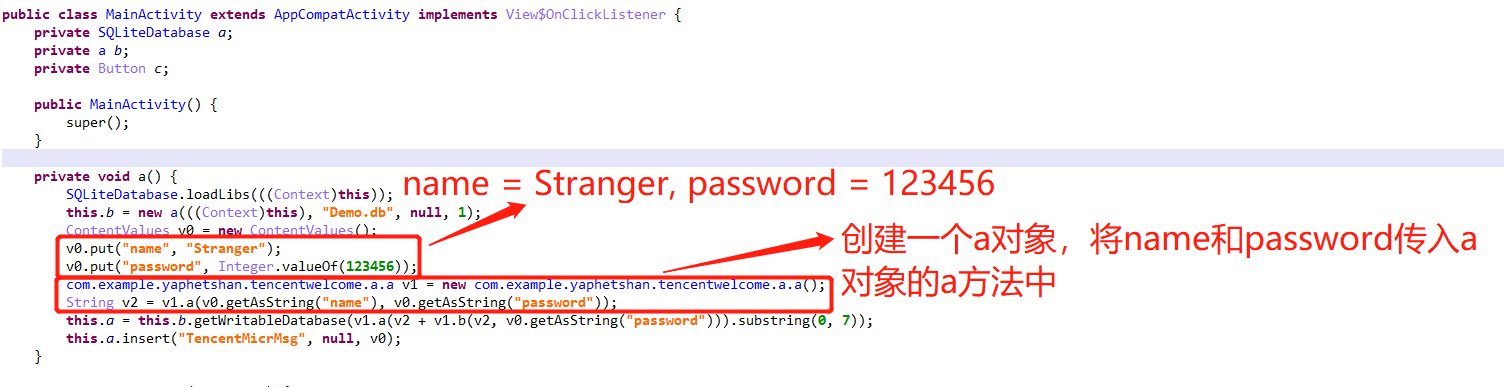 public class MainActivity extends AppCompatActivity implements View$OnClickListener {
private SQLiteDatabase a;
private a b;
private Button c;
public MainActivity() {
super();
}
private void a() {
SQLiteDatabase.loadLibs(((Context)this));
name = Stranger, password = 123456
this.b = new a(((Context)this), "Demo.db", null, 1);
ContentValues v0 = new ContentValues();
v0.put("name", "Stranger");
v0.put("password", Integer.valueOf(123456));
创建一个a对象，将name和password传入a
对象的a方法中
com.example.yaphetshan.tencentwelcome.a.a v1 = new com.example.yaphetshan.tencentwelcome.a.a();
String v2 = v1.a(v0.getAsString("name"), v0.getAsString("password"));
this.a = this.b.getWritableDatabase(v1.a(v2 + v1.b(v2, v0.getAsString("password"))).substring(0, 7));
this.a.insert("TencentMicrMsg", null, v0);
}